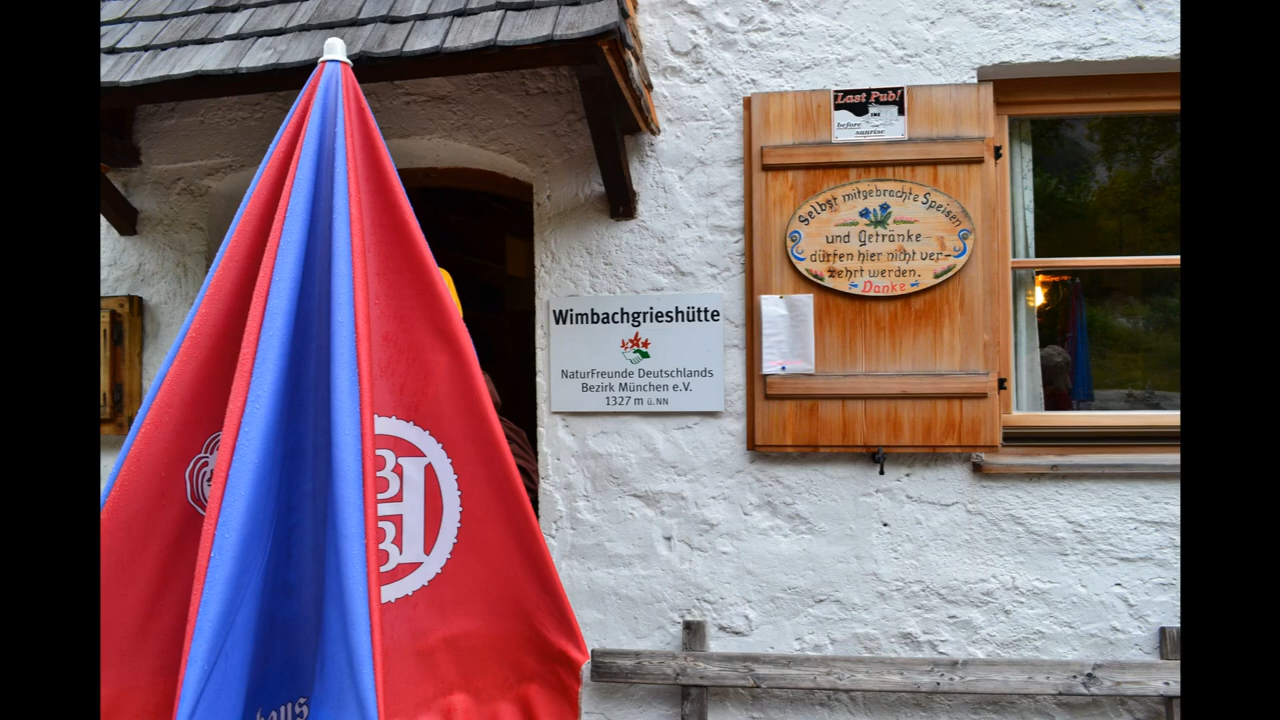 Last Pub!
before
sunrise
Selbst mitgebrachte Speisen
und Getränke
dürfen hier nicht ver-
zehrt werden.
Danke
Wimbachgrieshütte
NaturFreunde Deutschlands
Bezirk München e.V.
1327 m ü.NN